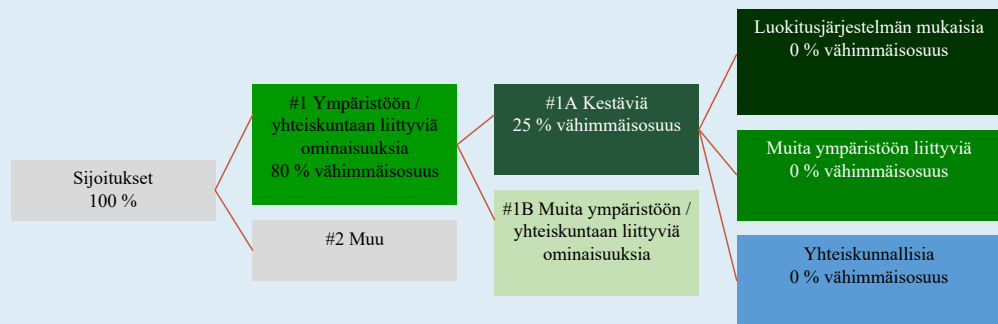 Sijoitukset
100 %
#1 Ympäristöön /
yhteiskuntaan liittyviä
ominaisuuksia
80 % vähimmäisosuus
#2 Muu
#1A Kestäviä
25 % vähimmäisosuus
#1B Muita ympäristöön /
yhteiskuntaan liittyviä
ominaisuuksia
Luokitusjärjestelmän mukaisia
0 % vähimmäisosuus
Muita ympäristöön liittyviä
0 % vähimmäisosuus
Yhteiskunnallisia
0 % vähimmäisosuus